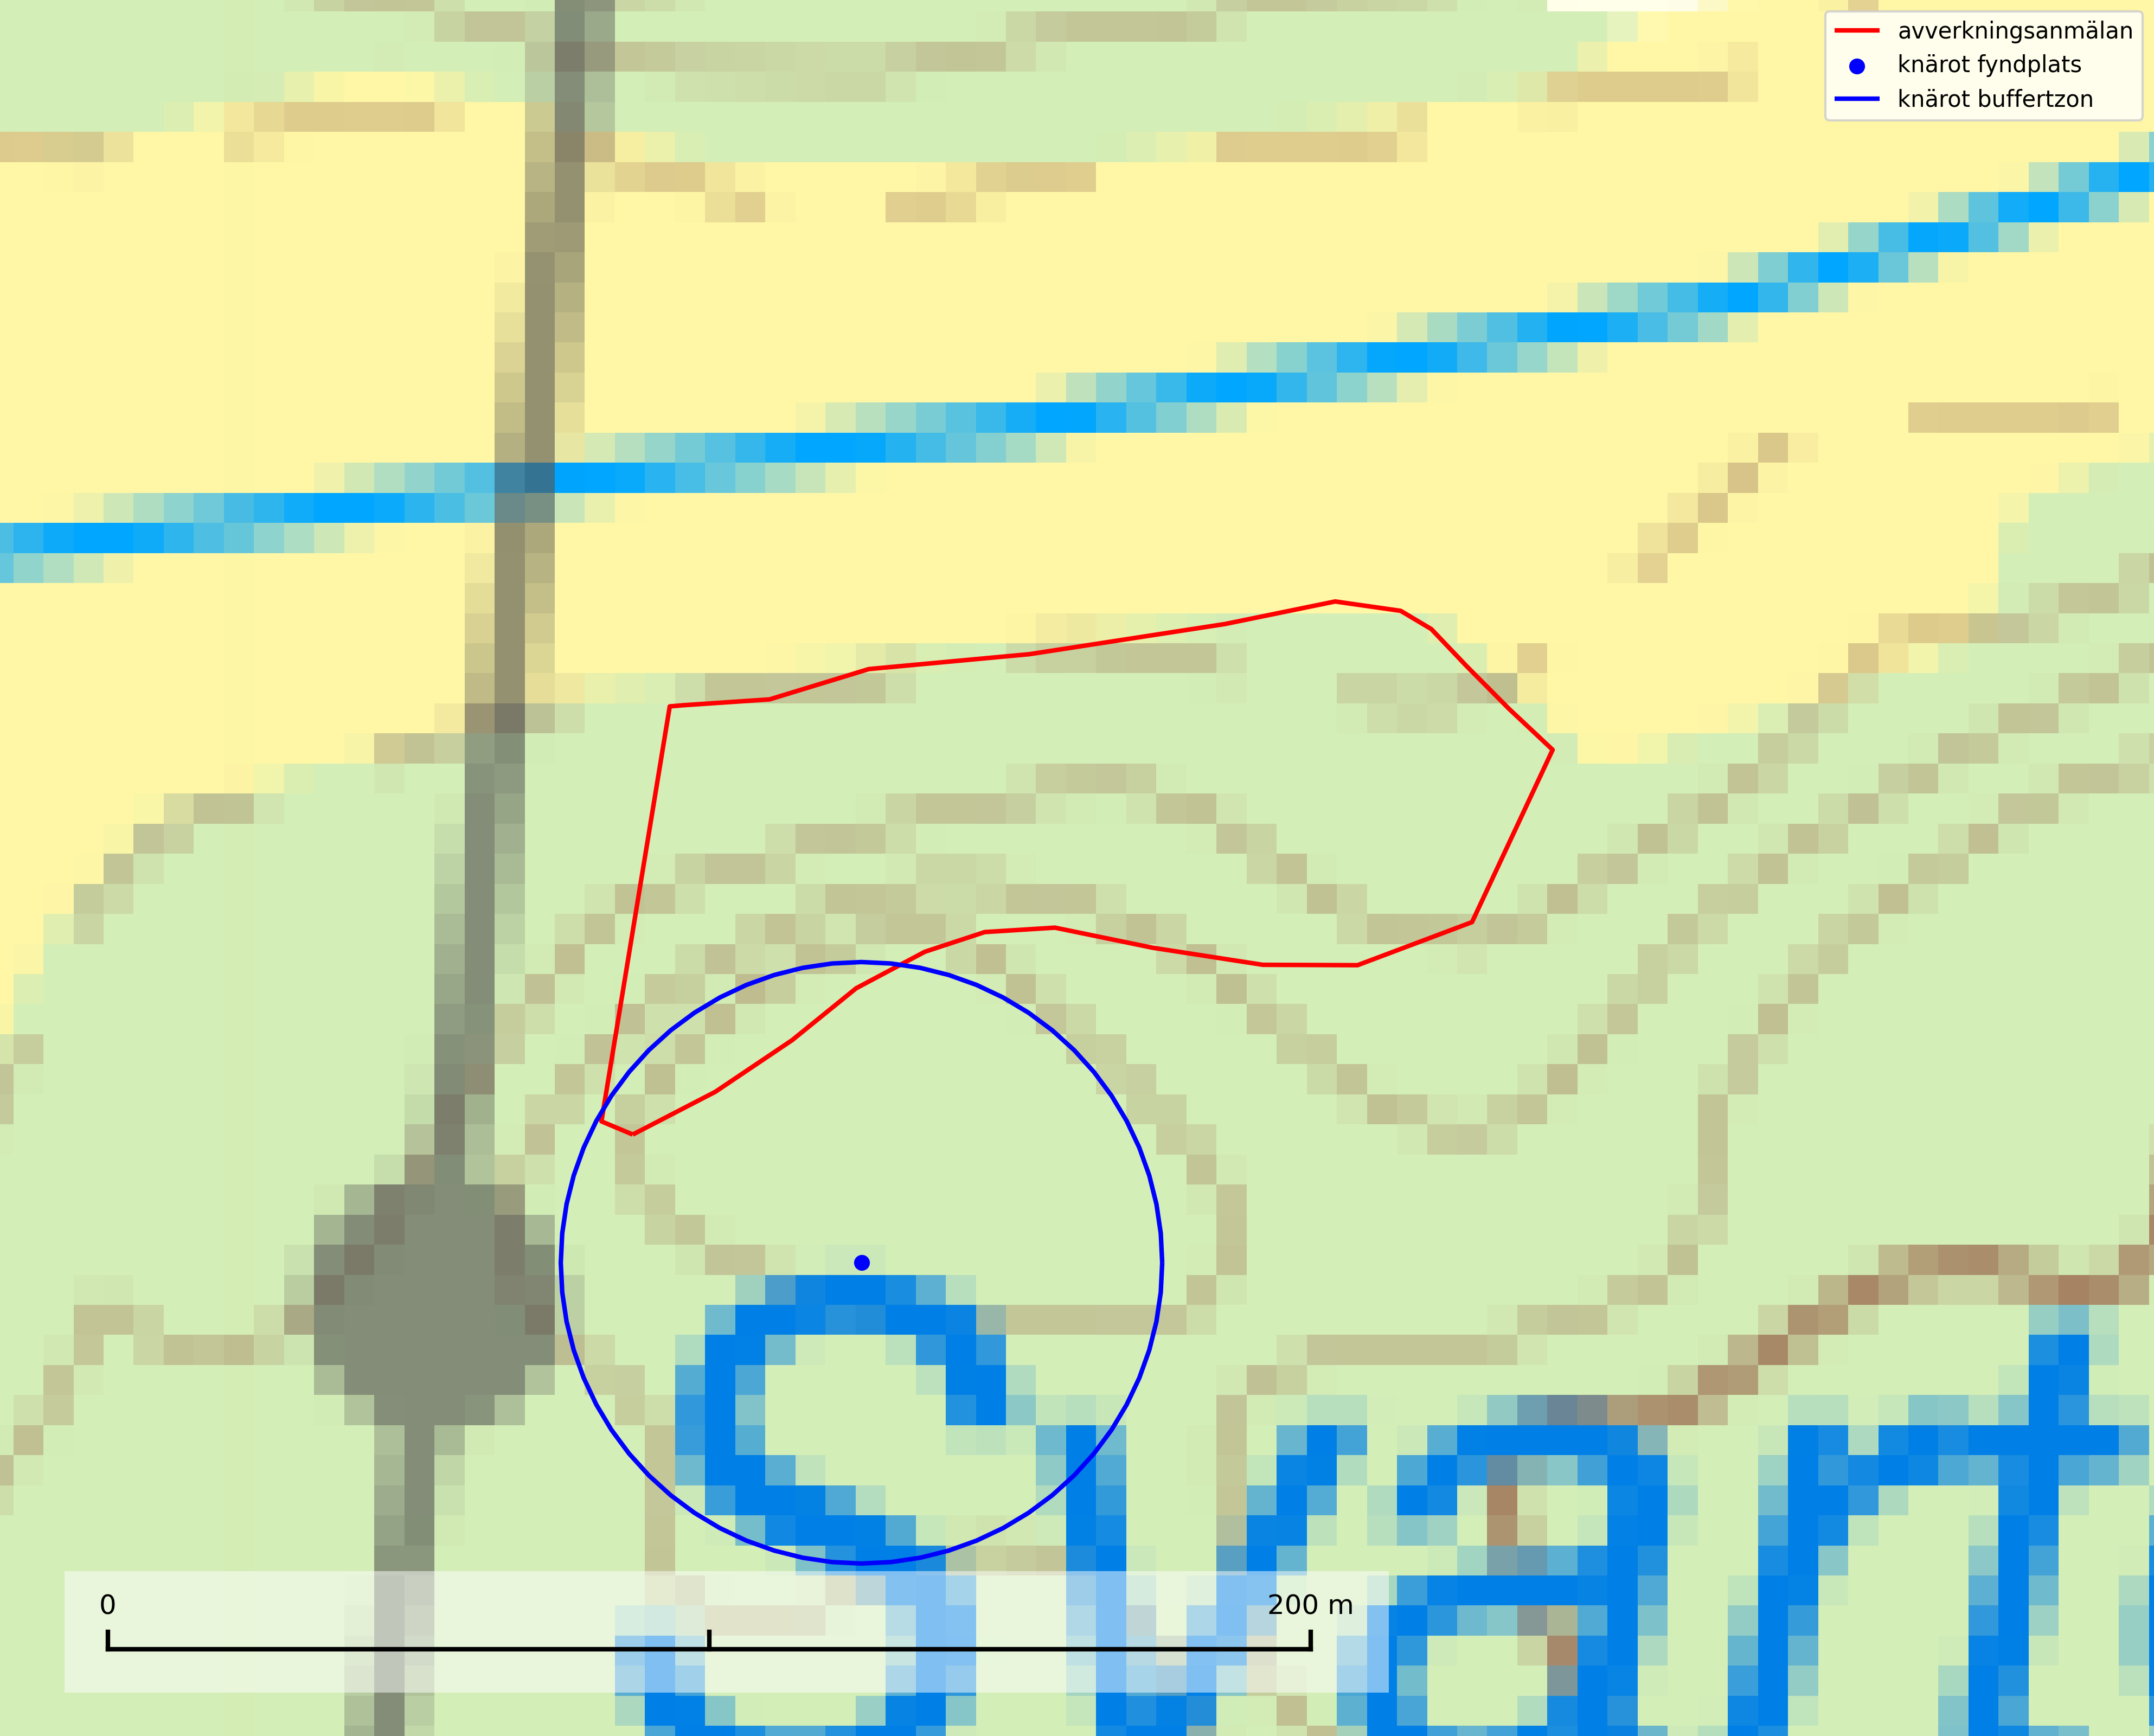 avverkningsanmälan
knärot fyndplats
knärot buffertzon
0 200 m